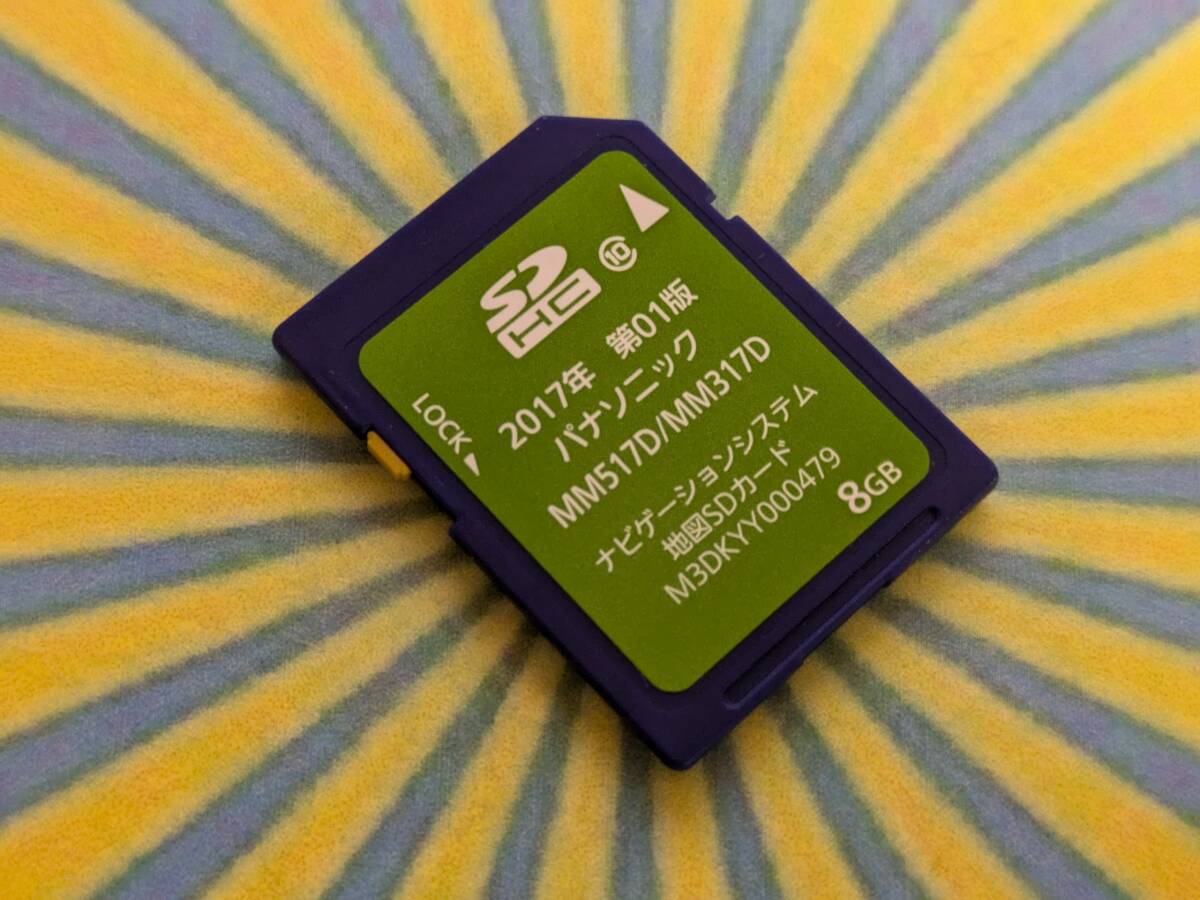 SD
HC
10
LOCK
2017年 第01版
パナソニック
MM517D/MM317D
ナビゲーションシステム
地図SDカード
M3DKYY000479
8GB